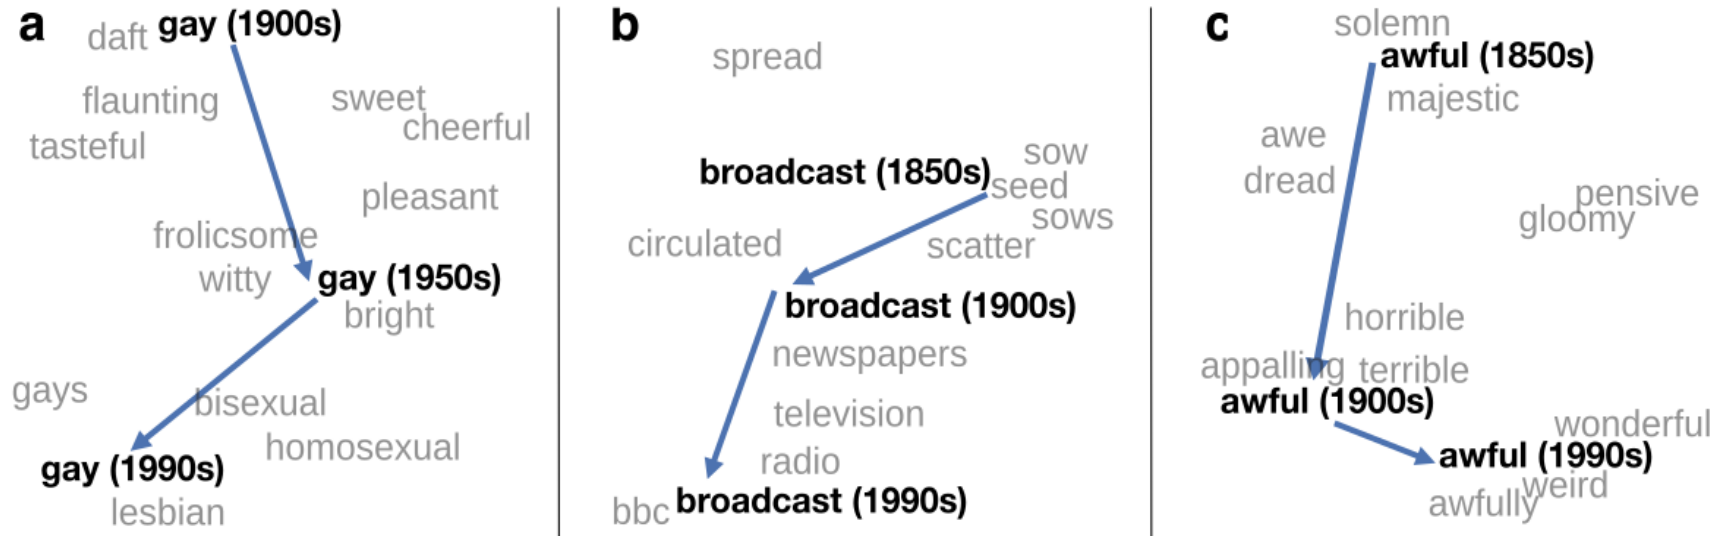 a
daft gay (1900s)
flaunting
sweet
cheerful
tasteful
pleasant
frolicsome
witty
gay (1950s)
bright
gays
bisexual
homosexual
gay (1990s)
lesbian
b
spread
sow
broadcast (1850s)
seed
sows
circulated
scatter
broadcast (1900s)
newspapers
television
radio
bbc broadcast (1990s)
c
solemn
awful (1850s)
majestic
awe
dread
pensive
gloomy
horrible
appalling terrible
awful (1900s)
wonderful
awful (1990s)
weird
awfully